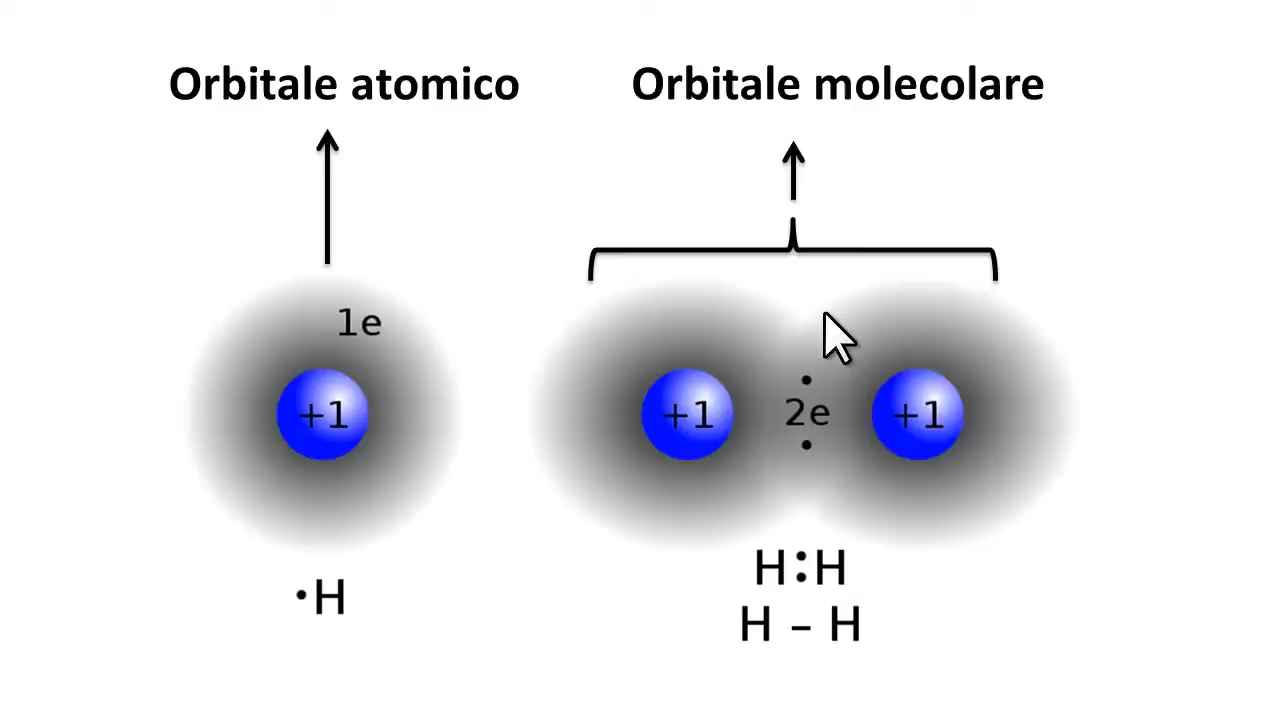 Orbitale atomico
Orbitale molecolare
1e
+1
+1
2e
+1
·H
H:H
H – H